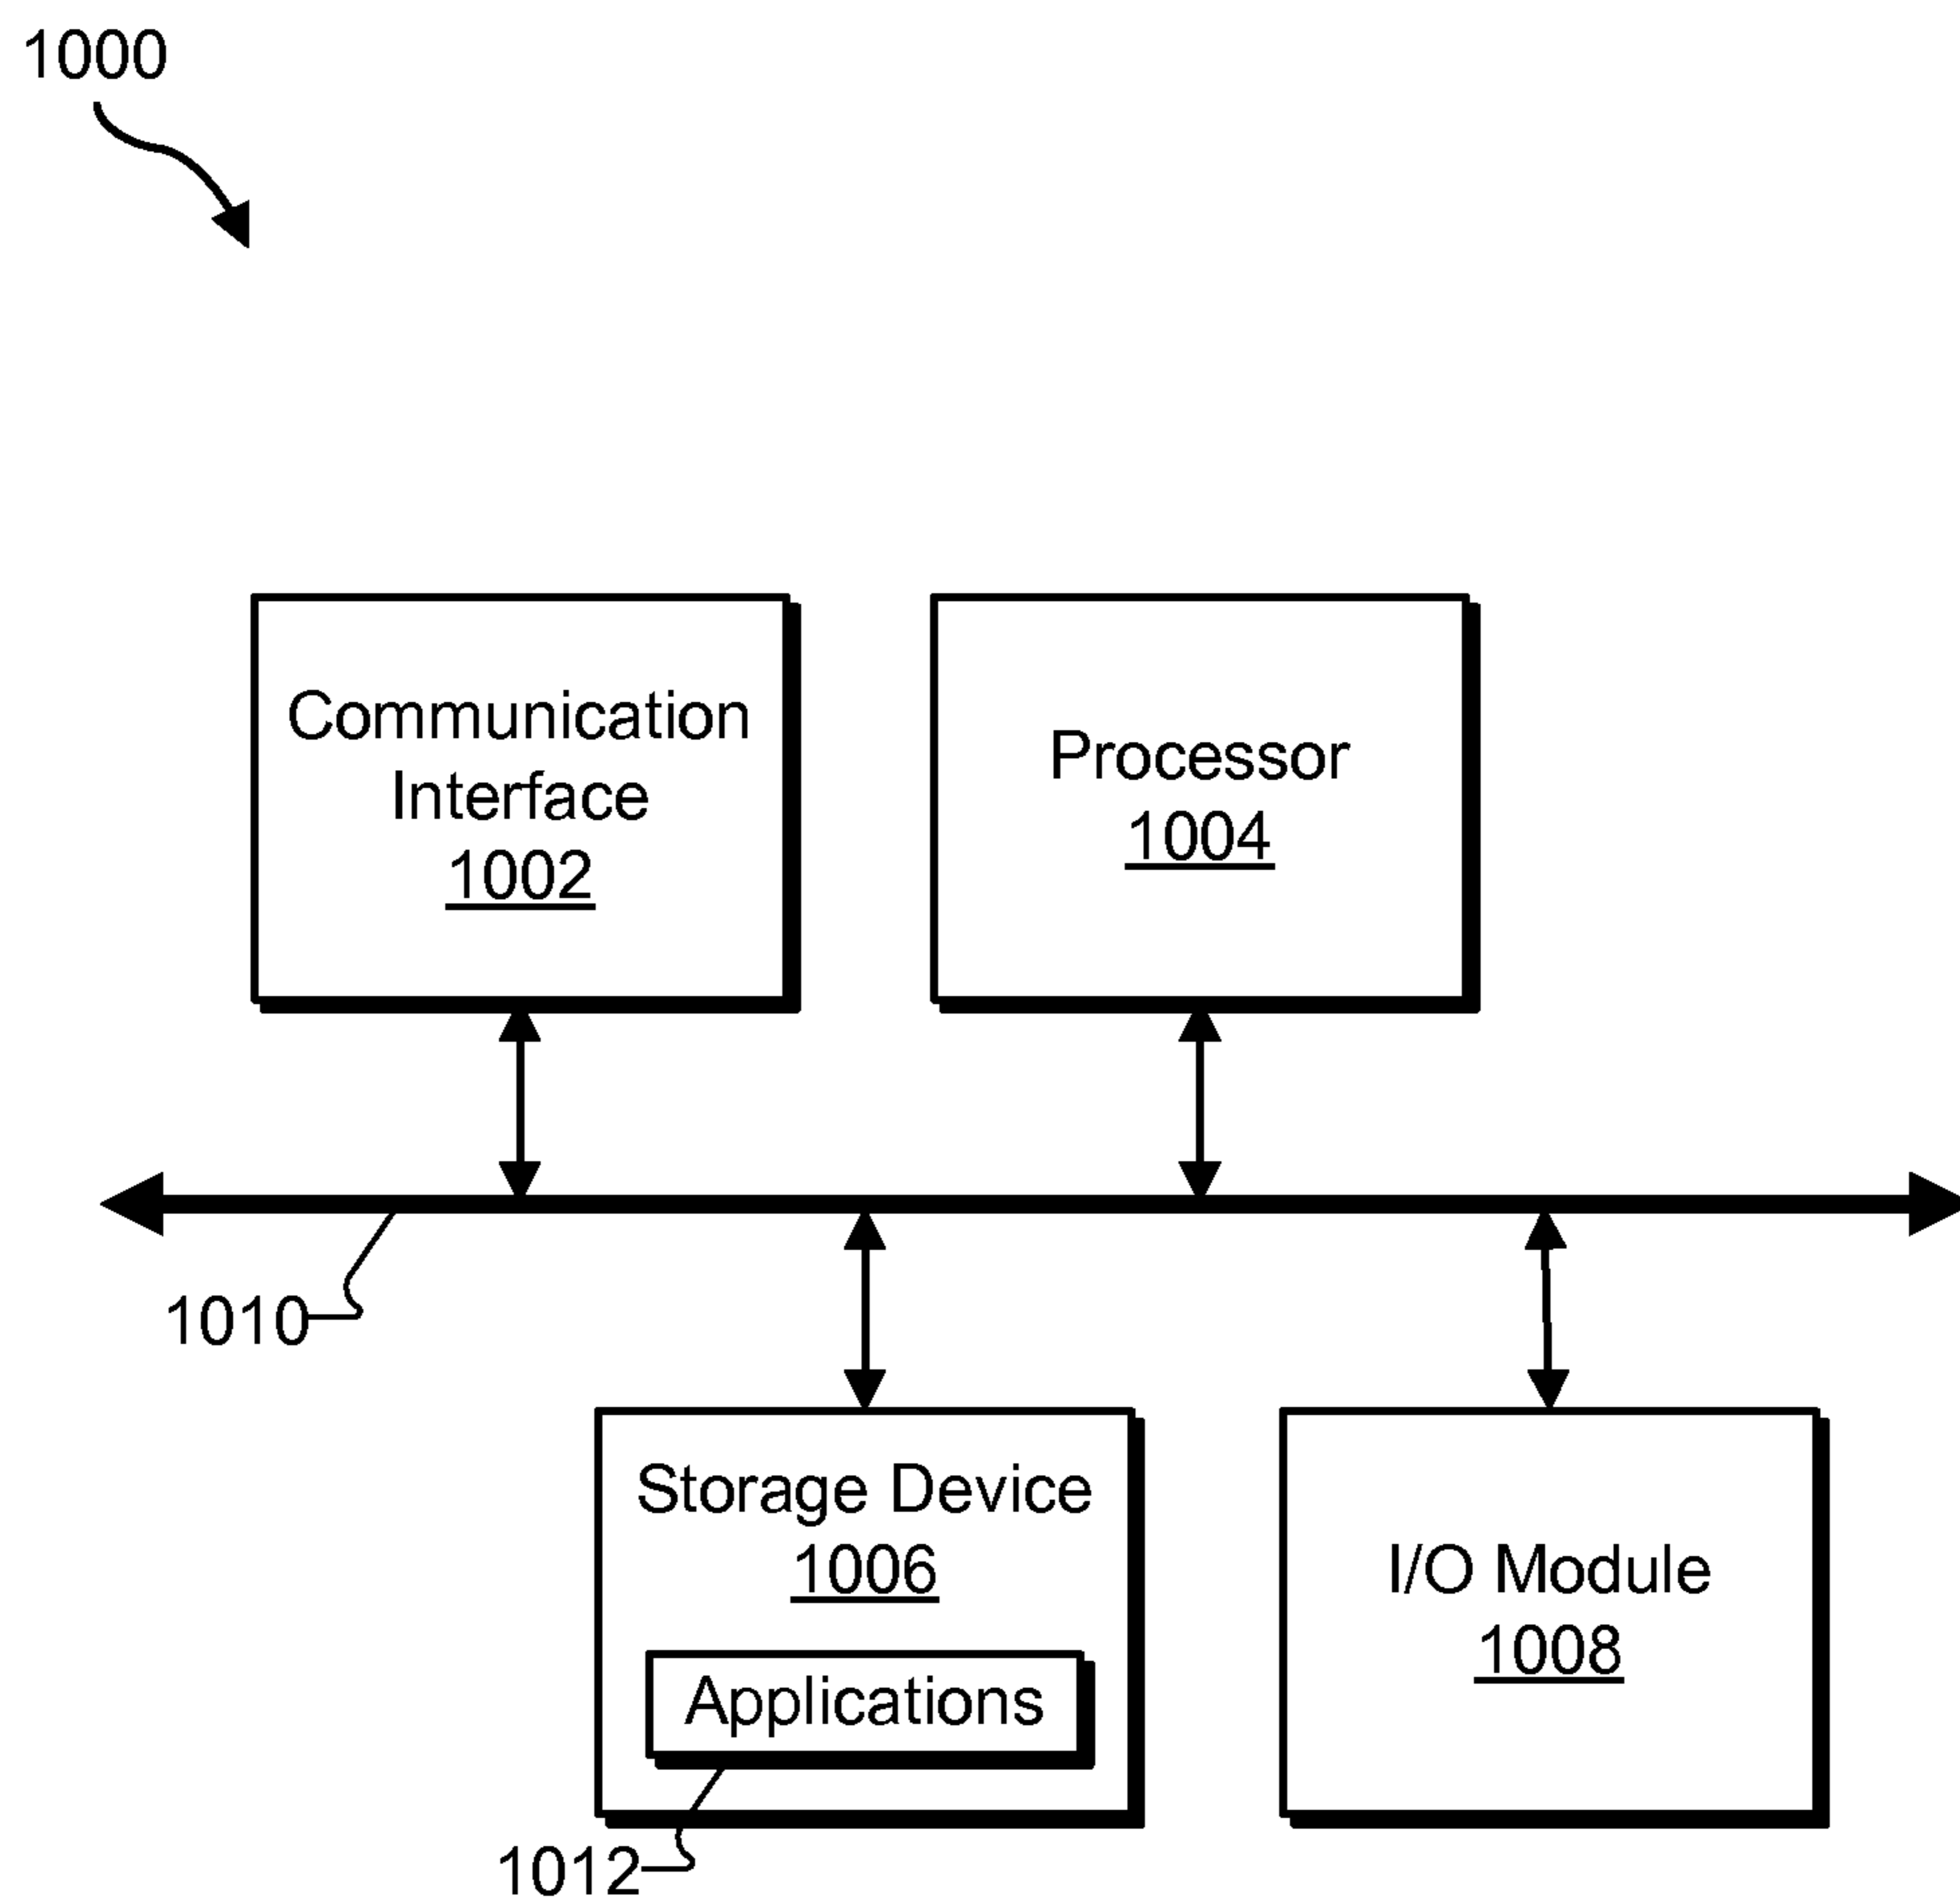 1000
Communication
Interface
1002
Processor
1004
1010
Storage Device
1006
Applications
1012
I/O Module
1008